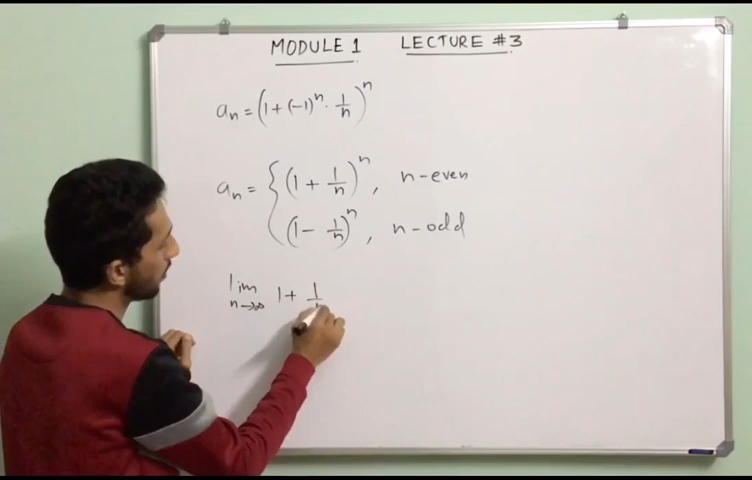 MODULE 1 LECTURE #3
aₙ = (1 + (-1)ⁿ · 1/n)ⁿ
aₙ = { (1 + 1/n)ⁿ, n-even
(1 - 1/n)ⁿ, n-odd
lim n→∞ 1 + 1/